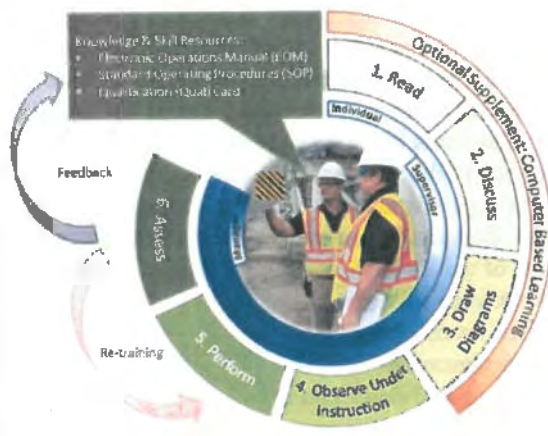 Knowledge & Skill Resources:
Electronic Operations Manual (EOM)
Standard Operating Procedures (SOP)
Qualification (Qual) Card
Optional Supplement: Computer Based Learning
1. Read
2. Discuss
3. Draw
Diagrams
4. Observe Under
Instruction
5. Perform
6. Assess
Individual
Supervisor
Feedback
Re-training